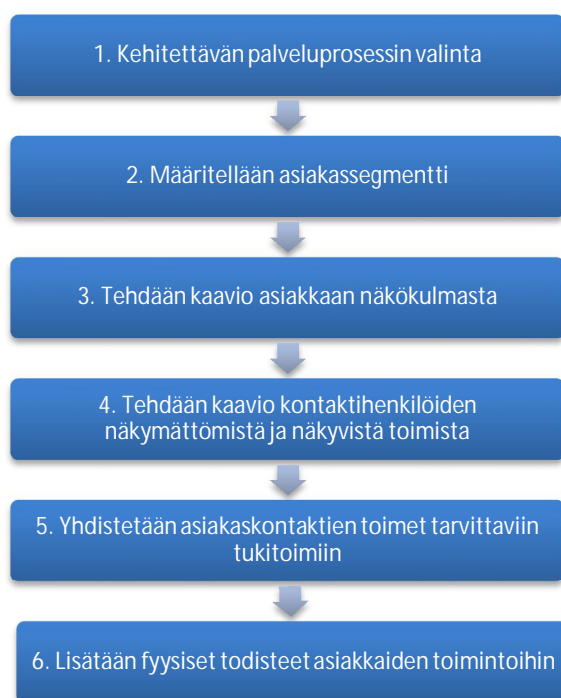 1. Kehitettävän palveluprosessin valinta
2. Määritellään asiakassegmentti
3. Tehdään kaavio asiakkaan näkökulmasta
4. Tehdään kaavio kontaktihenkilöiden
näkymättömistä ja näkyvistä toimista
5. Yhdistetään asiakaskontaktien toimet tarvittaviin
tukitoimiin
6. Lisätään fyysiset todisteet asiakkaiden toimintoihin